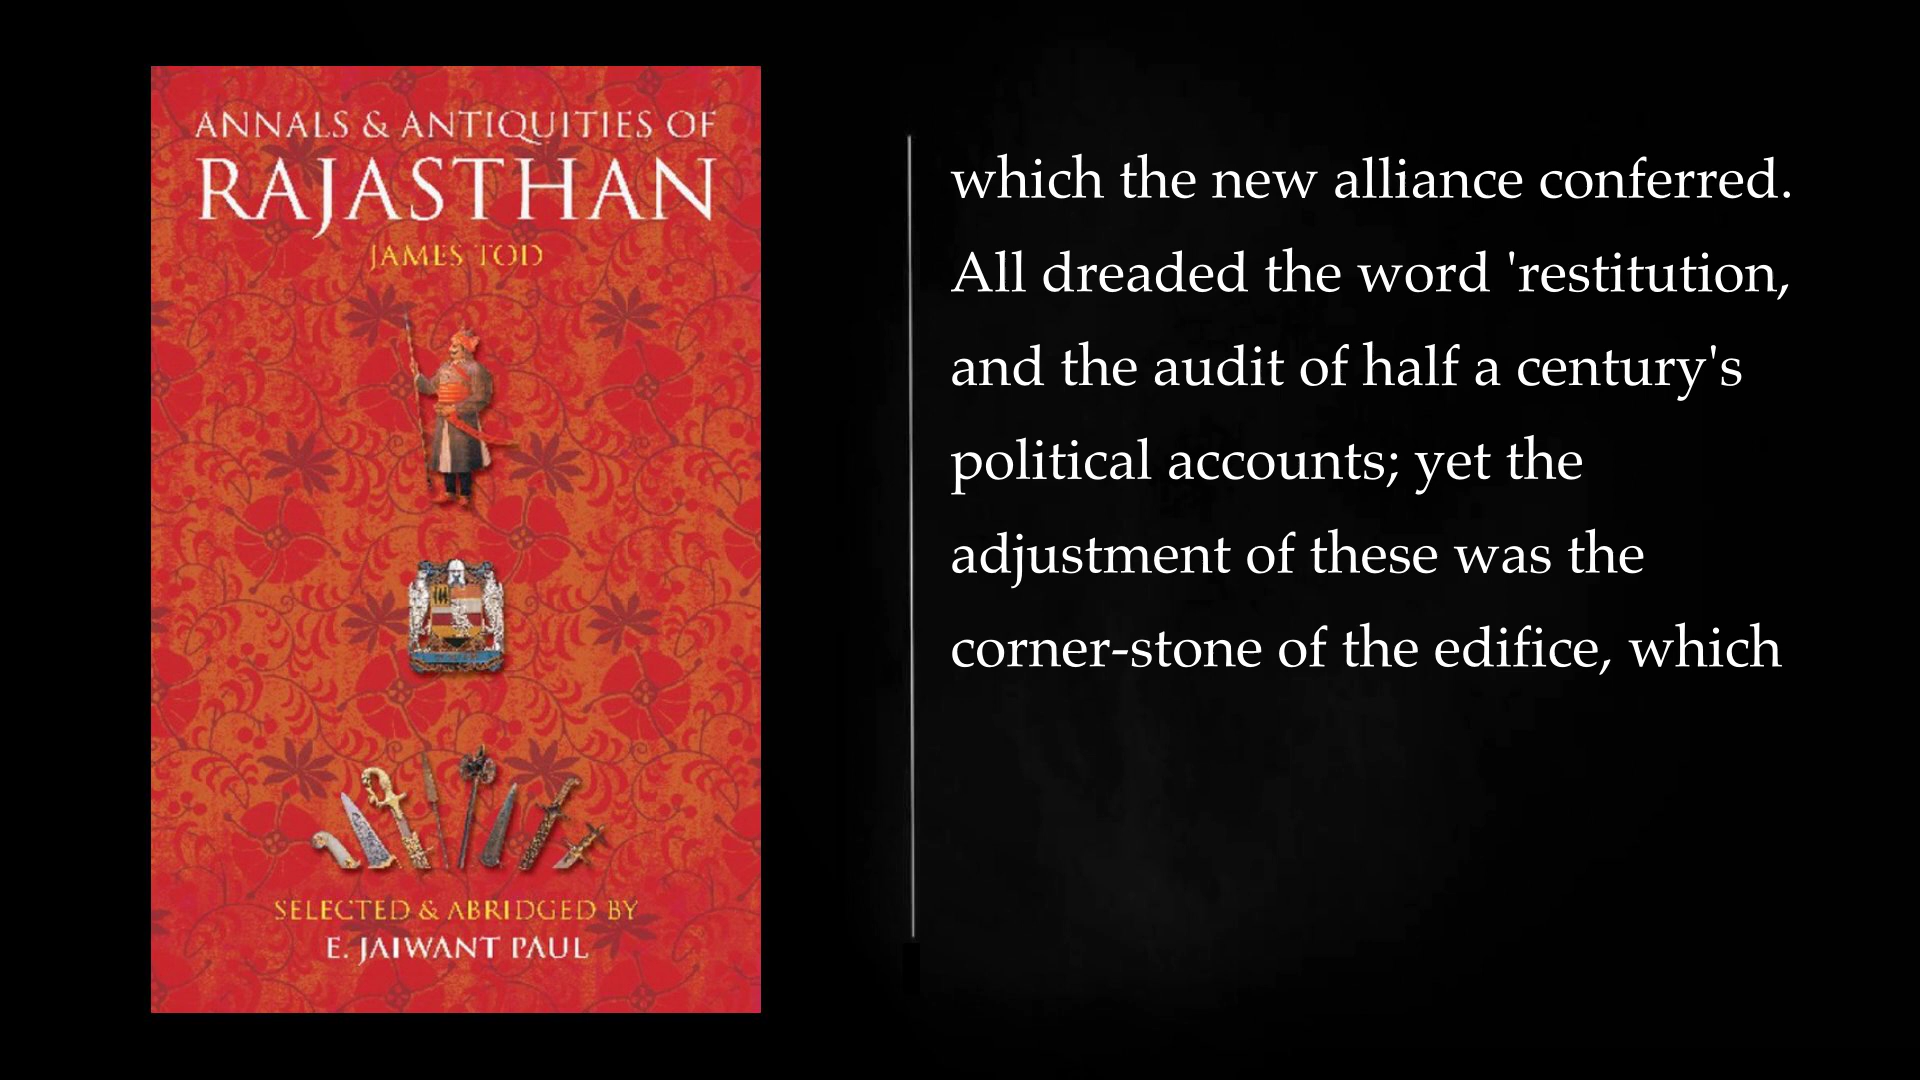 ANNALS & ANTIQUITIES OF
RAJASTHAN
JAMES TOD
SELECTED & ABRIDGED BY
E. JAIWANT PAUL
which the new alliance conferred.
All dreaded the word 'restitution,
and the audit of half a century's
political accounts; yet the
adjustment of these was the
corner-stone of the edifice, which